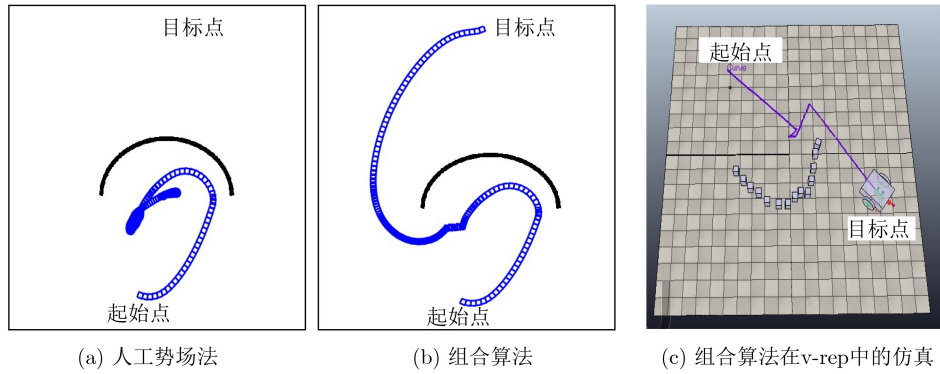 目标点
起始点
(a) 人工势场法
目标点
起始点
(b) 组合算法
起始点
Curve
目标点
(c) 组合算法在v-rep中的仿真